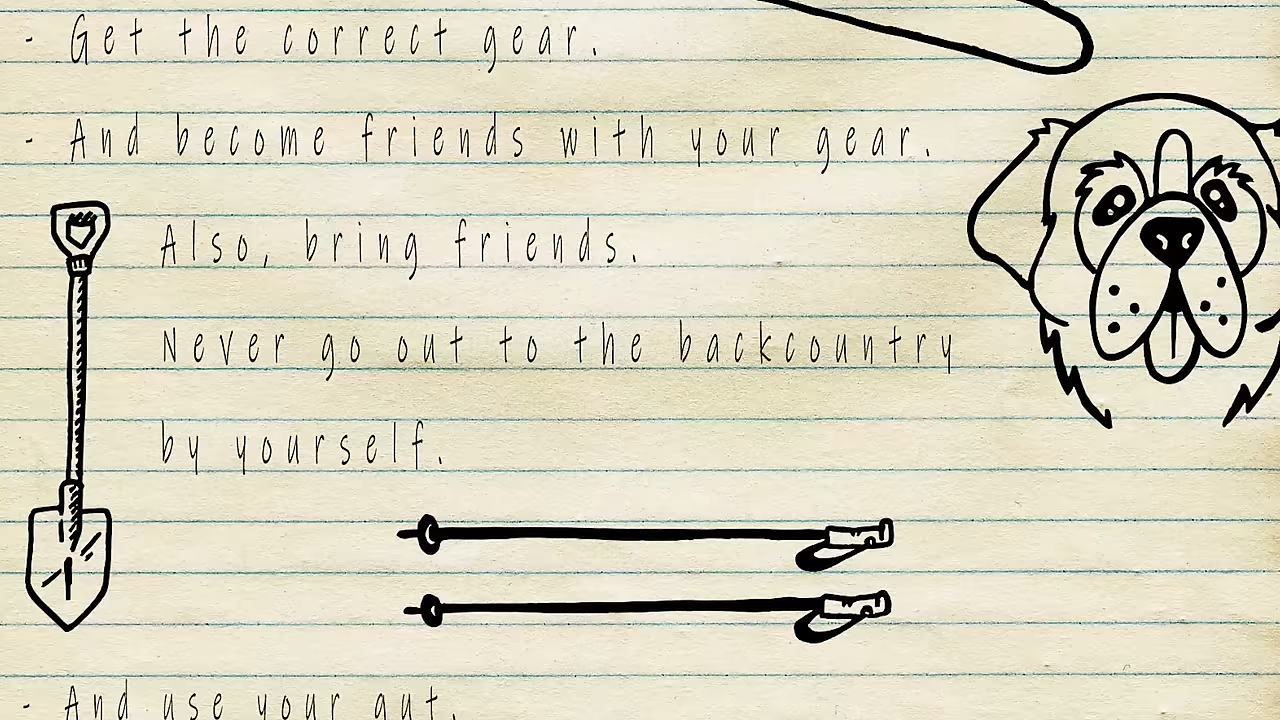 - Get the correct gear.
- And become friends with your gear.
Also, bring friends.
Never go out to the backcountry
by yourself.
- And use your gut.